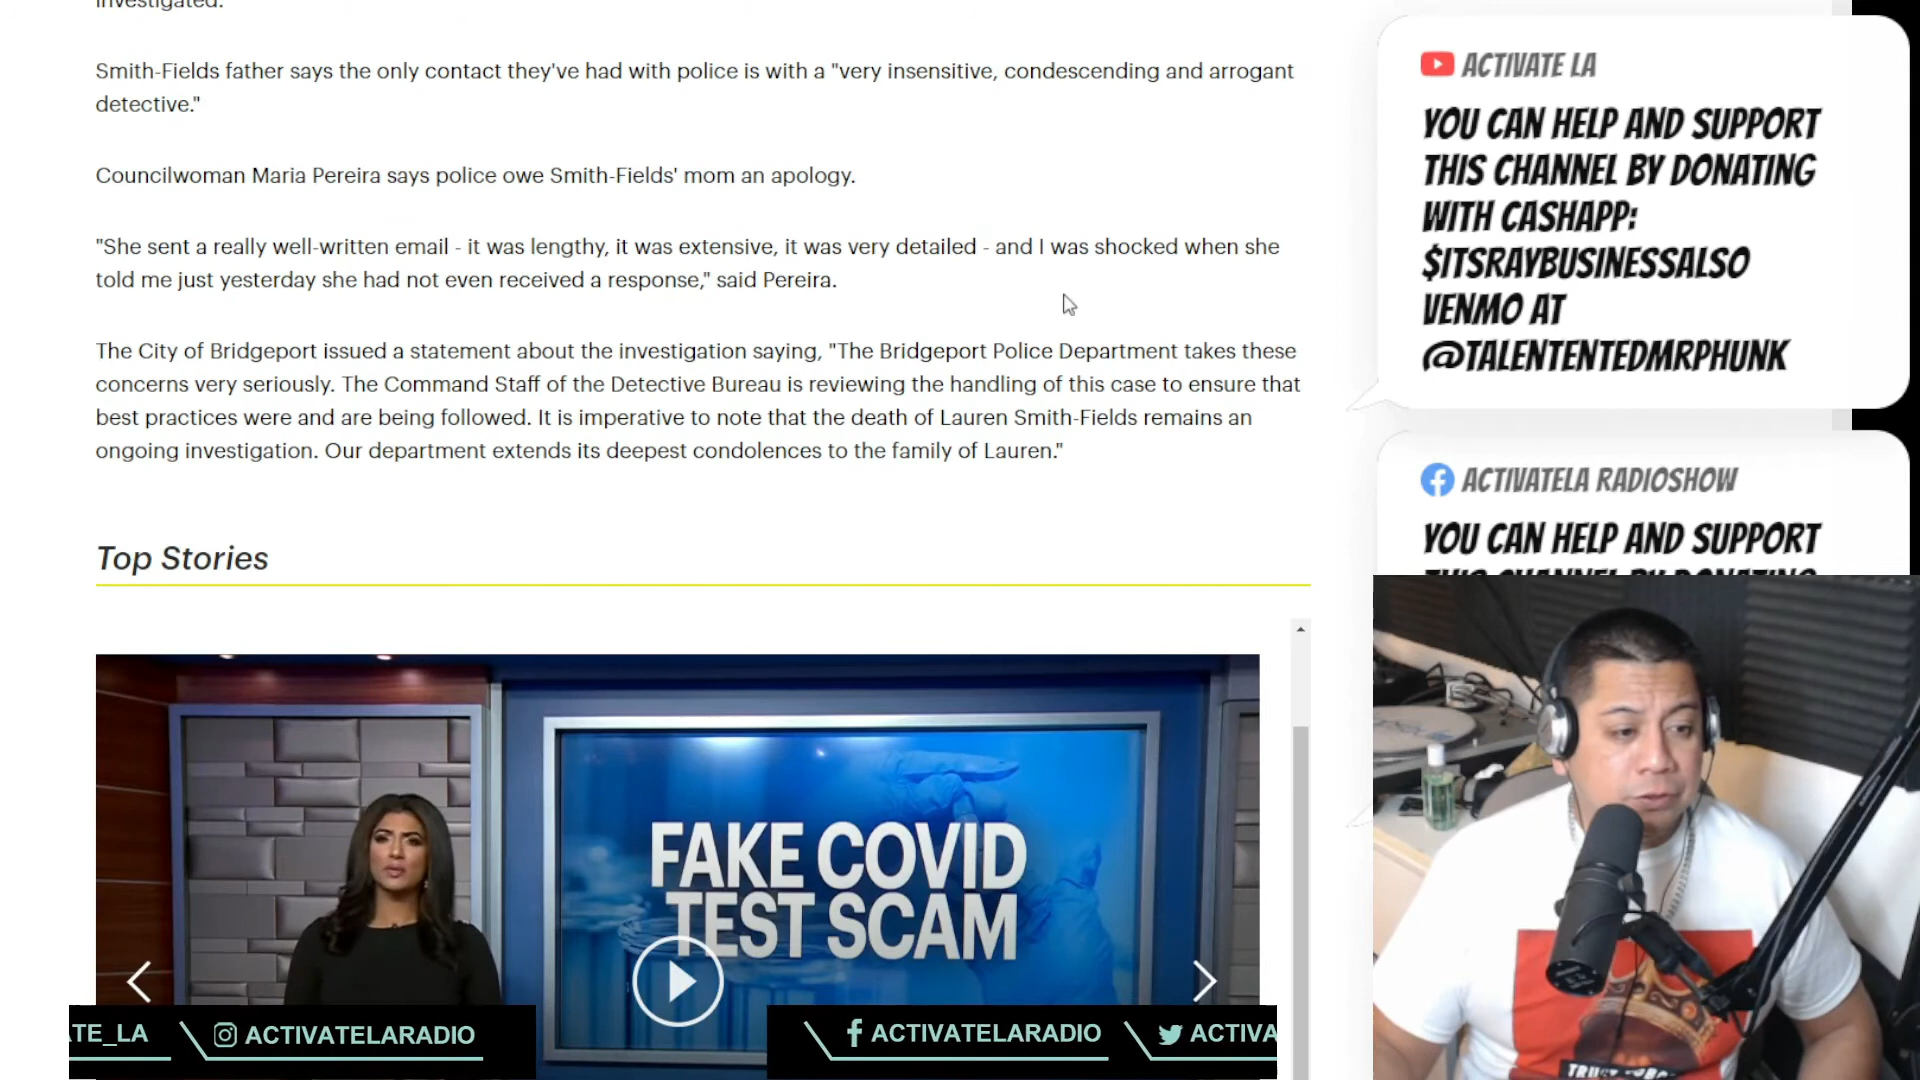 investigated.
Smith-Fields father says the only contact they've had with police is with a "very insensitive, condescending and arrogant
detective."
Councilwoman Maria Pereira says police owe Smith-Fields' mom an apology.
"She sent a really well-written email - it was lengthy, it was extensive, it was very detailed - and I was shocked when she
told me just yesterday she had not even received a response," said Pereira.
The City of Bridgeport issued a statement about the investigation saying, "The Bridgeport Police Department takes these
concerns very seriously. The Command Staff of the Detective Bureau is reviewing the handling of this case to ensure that
best practices were and are being followed. It is imperative to note that the death of Lauren Smith-Fields remains an
ongoing investigation. Our department extends its deepest condolences to the family of Lauren."
Top Stories
FAKE COVID
TEST SCAM
ACTIVATE LA
YOU CAN HELP AND SUPPORT
THIS CHANNEL BY DONATING
WITH CASHAPP:
$ITSRAYBUSINESSALSO
VENMO AT
@TALENTENTEDMRPHUNK
ACTIVATELA RADIOSHOW
YOU CAN HELP AND SUPPORT
THIS CHANNEL BY DONATING
TRUST
TE_LA
ACTIVATELARADIO
ACTIVATELARADIO
ACTIVA